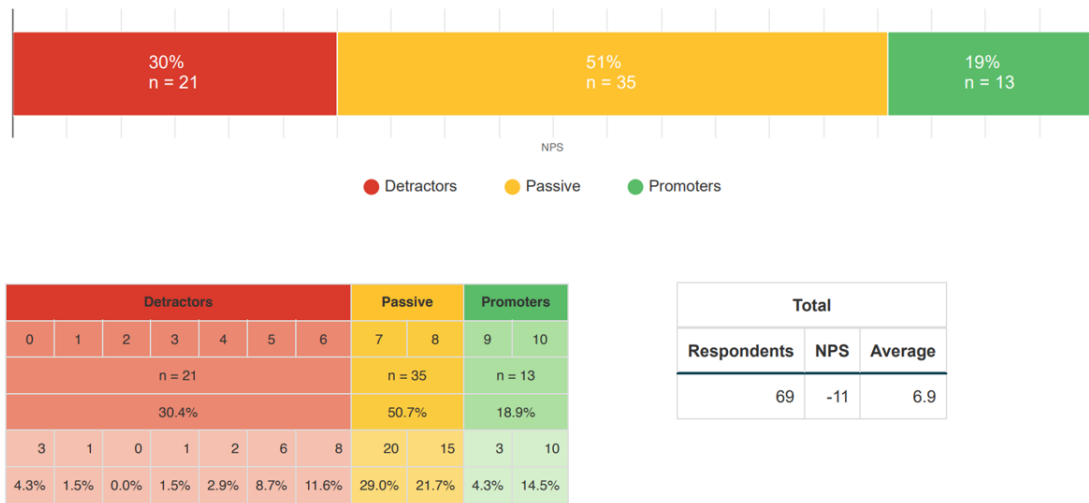 30% 51% 19%
n = 21 n = 35 n = 13
NPS
Detractors Passive Promoters
Detractors Passive Promoters
0 1 2 3 4 5 6 7 8 9 10
n = 21 n = 35 n = 13
30.4% 50.7% 18.9%
3 1 0 1 2 6 8 20 15 3 10
4.3% 1.5% 0.0% 1.5% 2.9% 8.7% 11.6% 29.0% 21.7% 4.3% 14.5%
Total
Respondents NPS Average
69 -11 6.9